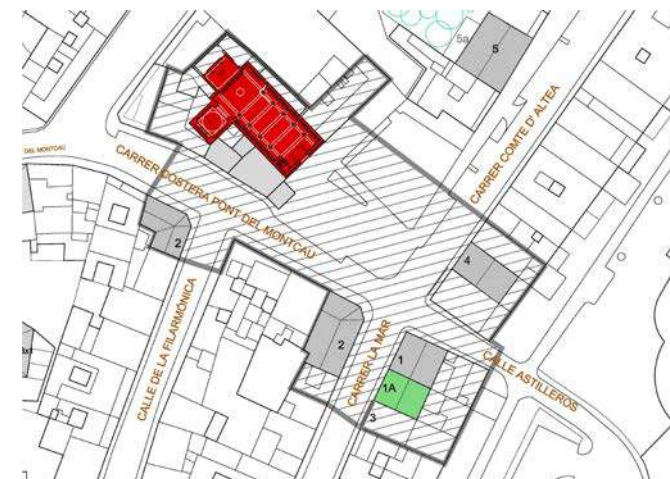 5a
5
CARRER COMTE D' ALTEA
DEL MONTCAU
CARRER COSTERA PONT DEL MONTCAU
2
4
CALLE DE LA FILARMÓNICA
2
CARRER LA MAR
1
CALLE ASTILLEROS
1A
3